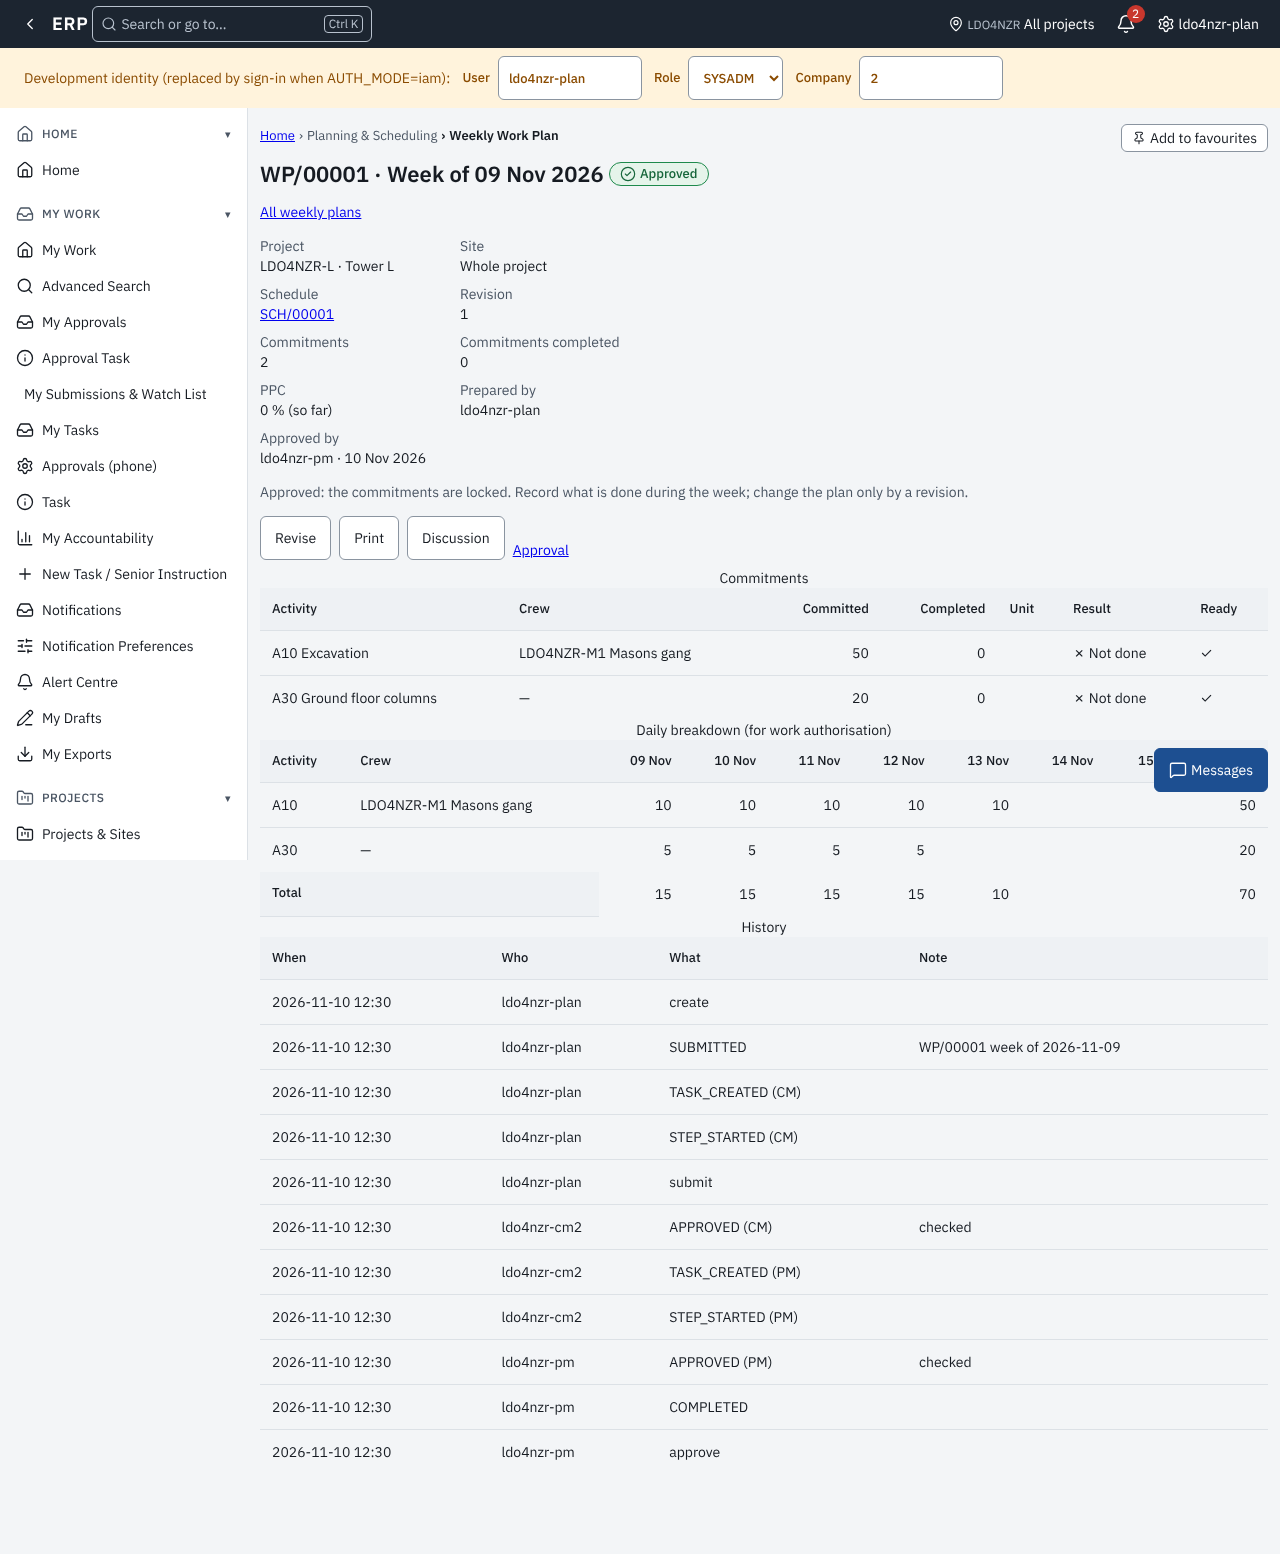 ERP
Search or go to... Ctrl K
LDO4NZR All projects
2
ldo4nzr-plan
Development identity (replaced by sign-in when AUTH_MODE=iam): User ldo4nzr-plan Role SYSADM Company 2
HOME
Home
MY WORK
My Work
Advanced Search
My Approvals
Approval Task
My Submissions & Watch List
My Tasks
Approvals (phone)
Task
My Accountability
New Task / Senior Instruction
Notifications
Notification Preferences
Alert Centre
My Drafts
My Exports
PROJECTS
Projects & Sites
Home › Planning & Scheduling › Weekly Work Plan
Add to favourites
WP/00001 · Week of 09 Nov 2026 Approved
All weekly plans
Project Site
LDO4NZR-L · Tower L Whole project
Schedule Revision
SCH/00001 1
Commitments Commitments completed
2 0
PPC Prepared by
0 % (so far) ldo4nzr-plan
Approved by
ldo4nzr-pm · 10 Nov 2026
Approved: the commitments are locked. Record what is done during the week; change the plan only by a revision.
Revise Print Discussion Approval
Commitments
Activity Crew Committed Completed Unit Result Ready
A10 Excavation LDO4NZR-M1 Masons gang 50 0 × Not done ✓
A30 Ground floor columns — 20 0 × Not done ✓
Daily breakdown (for work authorisation)
Activity Crew 09 Nov 10 Nov 11 Nov 12 Nov 13 Nov 14 Nov 15
Messages
A10 LDO4NZR-M1 Masons gang 10 10 10 10 10 50
A30 — 5 5 5 5 20
Total 15 15 15 15 10 70
History
When Who What Note
2026-11-10 12:30 ldo4nzr-plan create
2026-11-10 12:30 ldo4nzr-plan SUBMITTED WP/00001 week of 2026-11-09
2026-11-10 12:30 ldo4nzr-plan TASK_CREATED (CM)
2026-11-10 12:30 ldo4nzr-plan STEP_STARTED (CM)
2026-11-10 12:30 ldo4nzr-plan submit
2026-11-10 12:30 ldo4nzr-cm2 APPROVED (CM) checked
2026-11-10 12:30 ldo4nzr-cm2 TASK_CREATED (PM)
2026-11-10 12:30 ldo4nzr-cm2 STEP_STARTED (PM)
2026-11-10 12:30 ldo4nzr-pm APPROVED (PM) checked
2026-11-10 12:30 ldo4nzr-pm COMPLETED
2026-11-10 12:30 ldo4nzr-pm approve